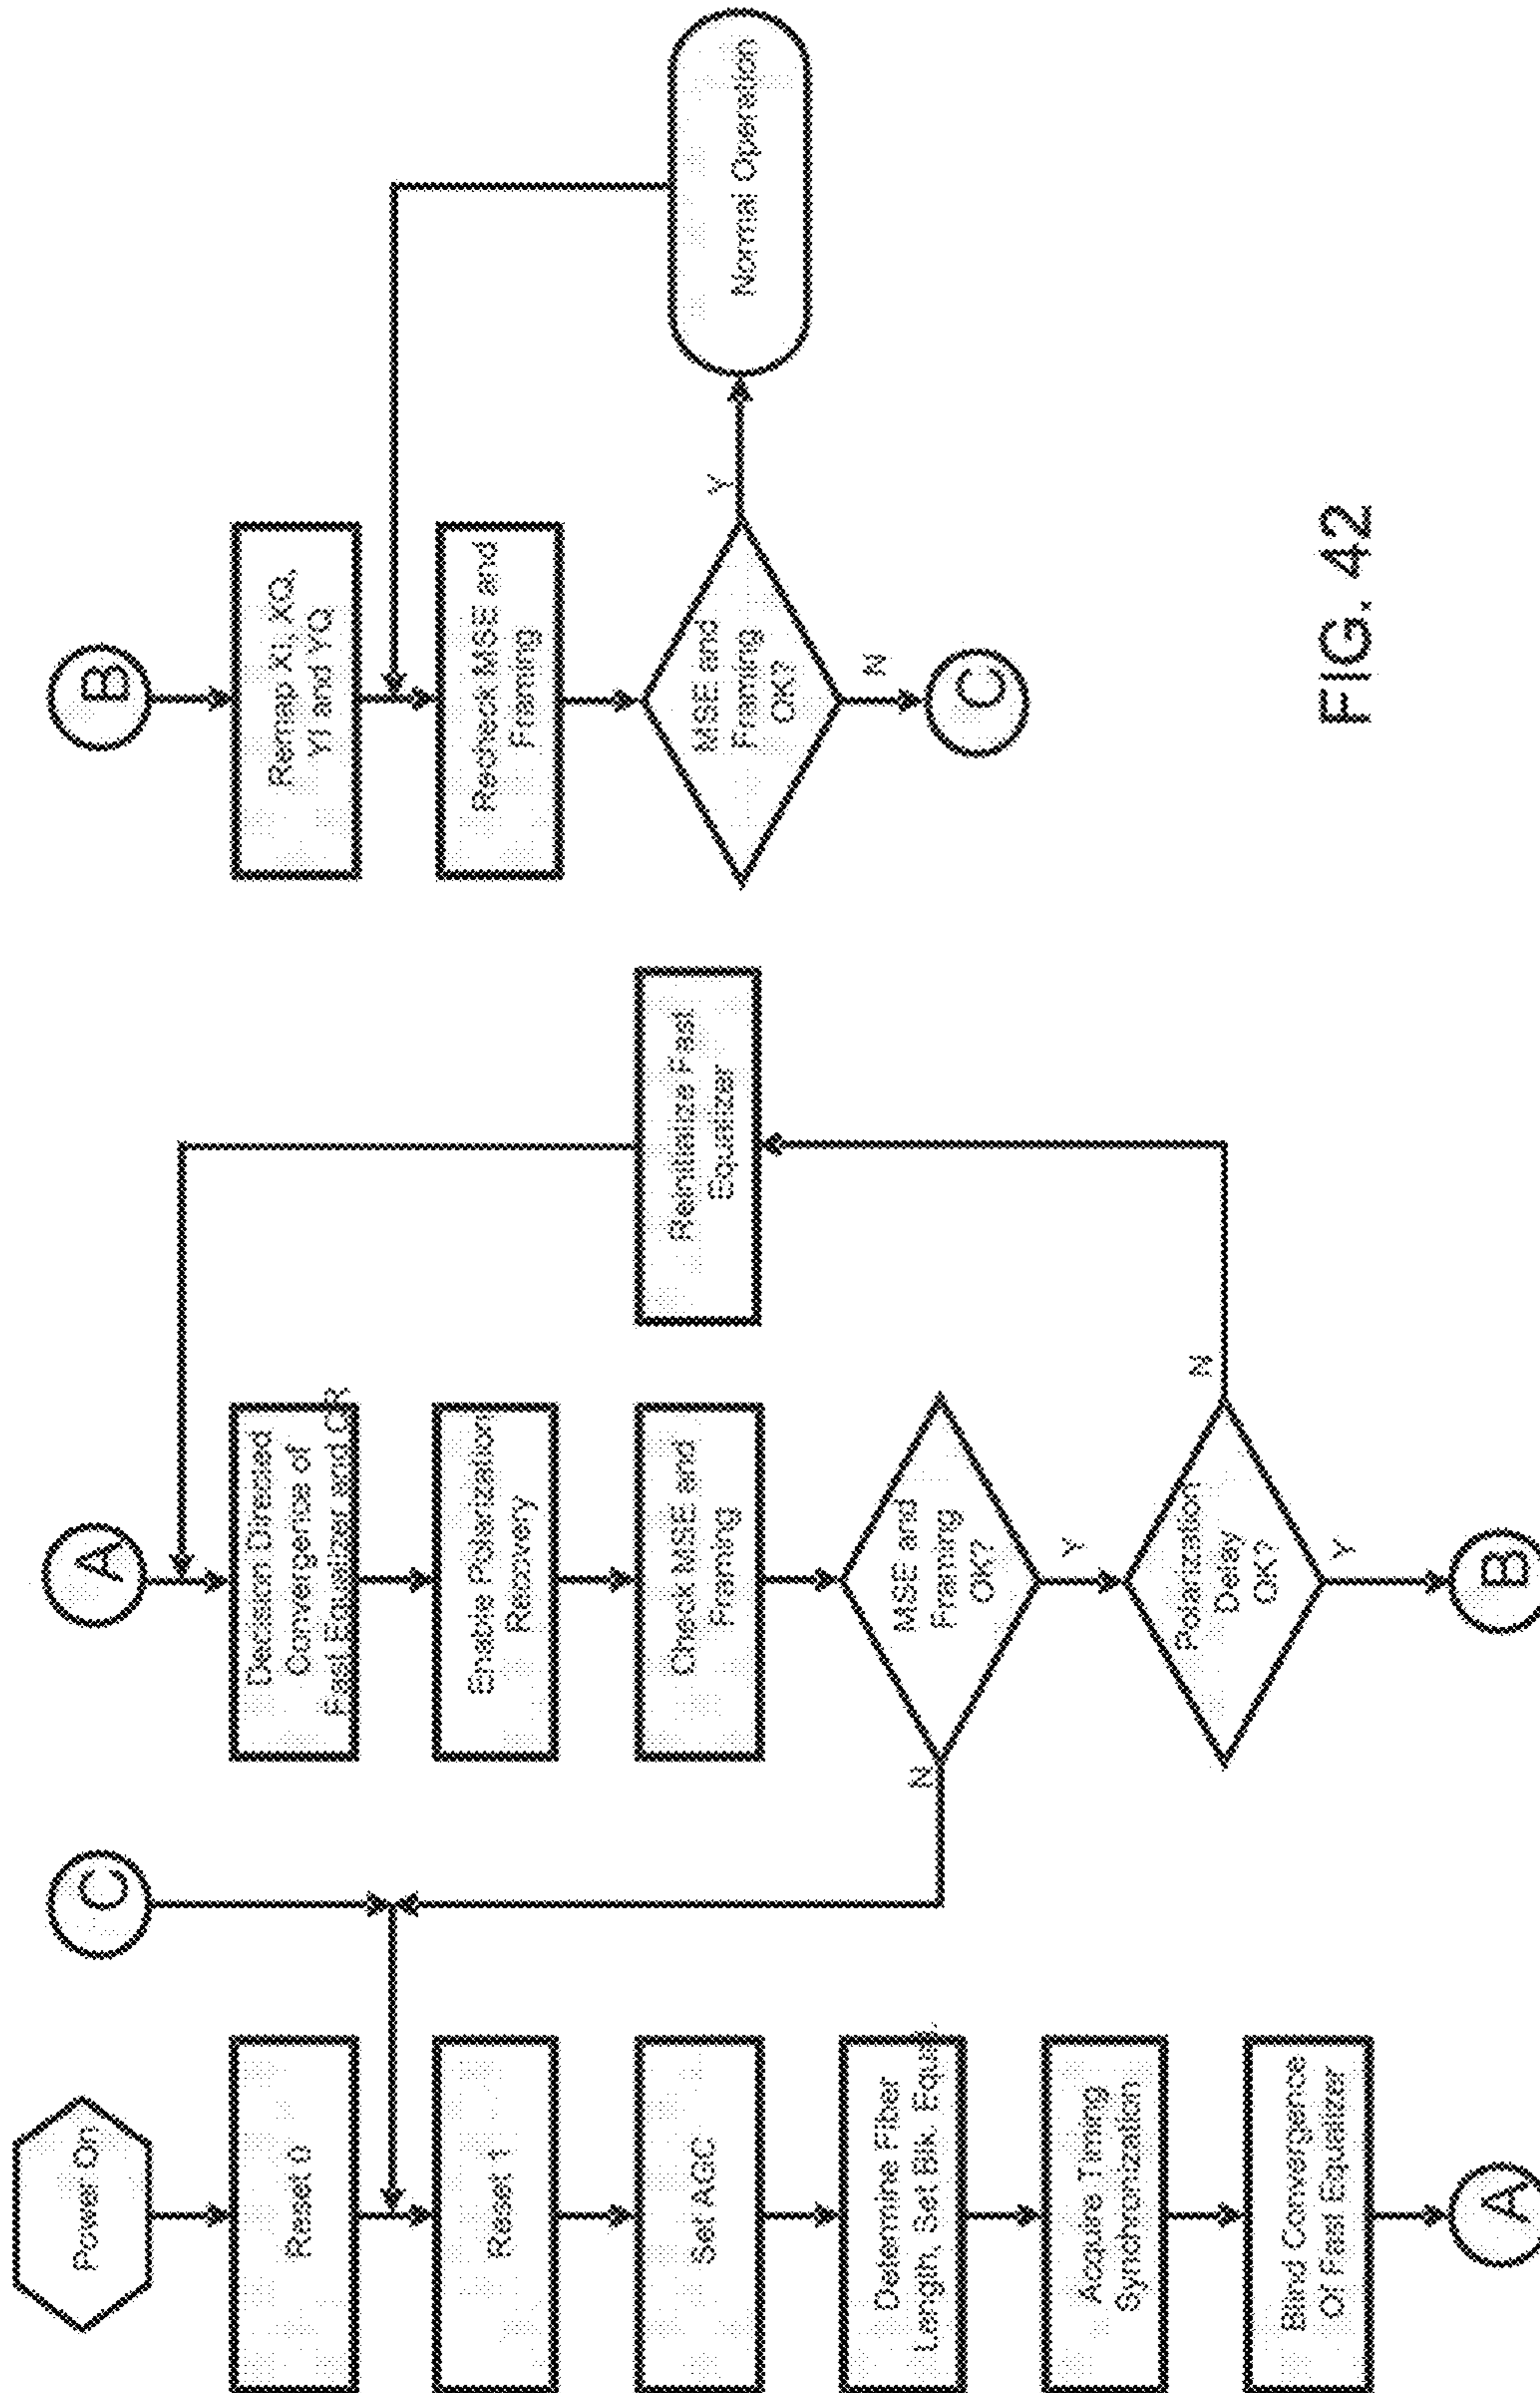 Power On
Reset 0
Reset 1
Set AGC
Determine Fiber
Length, Set Blk. Equal.
Acquire Timing
Synchronization
Blind Convergence
Of Fast Equalizer
A
C
A
Decision Directed
Convergence of
Fast Equalizer and CR
Enable Polarization
Recovery
Check MSE and
Framing
MSE and
Framing
OK?
N
Y
Polarization
Delay
OK?
N
Y
B
Reinitialize Fast
Equalizer
B
Remap XI, XQ,
YI and YQ
Recheck MSE and
Framing
MSE and
Framing
OK?
Y
N
C
Normal Operation
FIG. 42